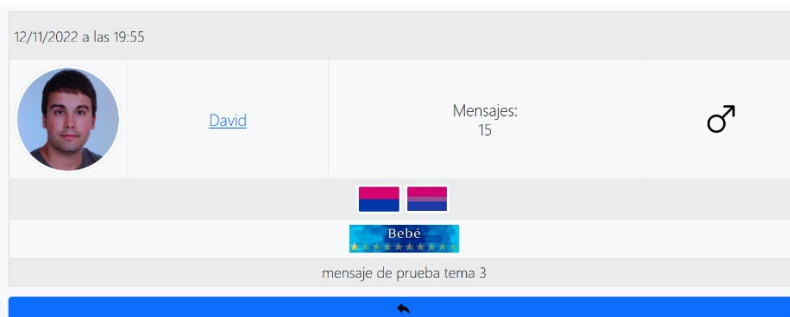 12/11/2022 a las 19:55
David
Mensajes:
15
Bebé
mensaje de prueba tema 3